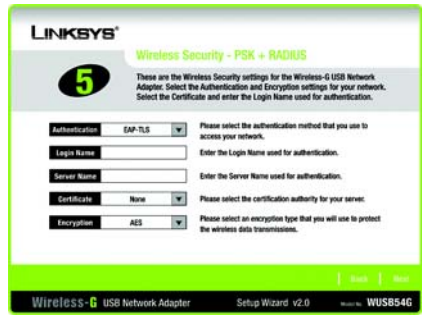 LINKSYS®
Wireless Security - PSK + RADIUS
5
These are the Wireless Security settings for the Wireless-G USB Network
Adapter. Select the Authentication and Encryption settings for your network.
Select the Certificate and enter the Login Name used for authentication.
Authentication EAP-TLS Please select the authentication method that you use to
access your network.
Login Name Enter the Login Name used for authentication.
Server Name Enter the Server Name used for authentication.
Certificate None Please select the certification authority for your server.
Encryption AES Please select an encryption type that you will use to protect
the wireless data transmissions.
Back Next
Wireless-G USB Network Adapter Setup Wizard v2.0 Model No. WUSB54G